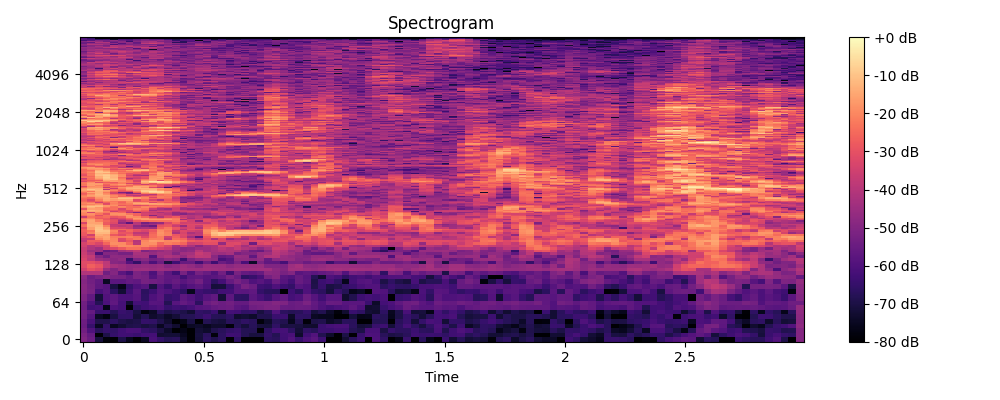 Spectrogram
Hz
4096
2048
1024
512
256
128
64
0
0
0.5
1
1.5
2
2.5
Time
+0 dB
-10 dB
-20 dB
-30 dB
-40 dB
-50 dB
-60 dB
-70 dB
-80 dB